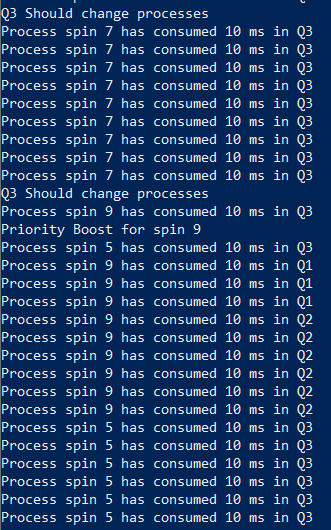 Q3 Should change processes
Process spin 7 has consumed 10 ms in Q3
Process spin 7 has consumed 10 ms in Q3
Process spin 7 has consumed 10 ms in Q3
Process spin 7 has consumed 10 ms in Q3
Process spin 7 has consumed 10 ms in Q3
Process spin 7 has consumed 10 ms in Q3
Process spin 7 has consumed 10 ms in Q3
Process spin 7 has consumed 10 ms in Q3
Process spin 7 has consumed 10 ms in Q3
Q3 Should change processes
Process spin 9 has consumed 10 ms in Q3
Priority Boost for spin 9
Process spin 5 has consumed 10 ms in Q3
Process spin 9 has consumed 10 ms in Q1
Process spin 9 has consumed 10 ms in Q1
Process spin 9 has consumed 10 ms in Q1
Process spin 9 has consumed 10 ms in Q2
Process spin 9 has consumed 10 ms in Q2
Process spin 9 has consumed 10 ms in Q2
Process spin 9 has consumed 10 ms in Q2
Process spin 9 has consumed 10 ms in Q2
Process spin 9 has consumed 10 ms in Q2
Process spin 5 has consumed 10 ms in Q3
Process spin 5 has consumed 10 ms in Q3
Process spin 5 has consumed 10 ms in Q3
Process spin 5 has consumed 10 ms in Q3
Process spin 5 has consumed 10 ms in Q3
Process spin 5 has consumed 10 ms in Q3